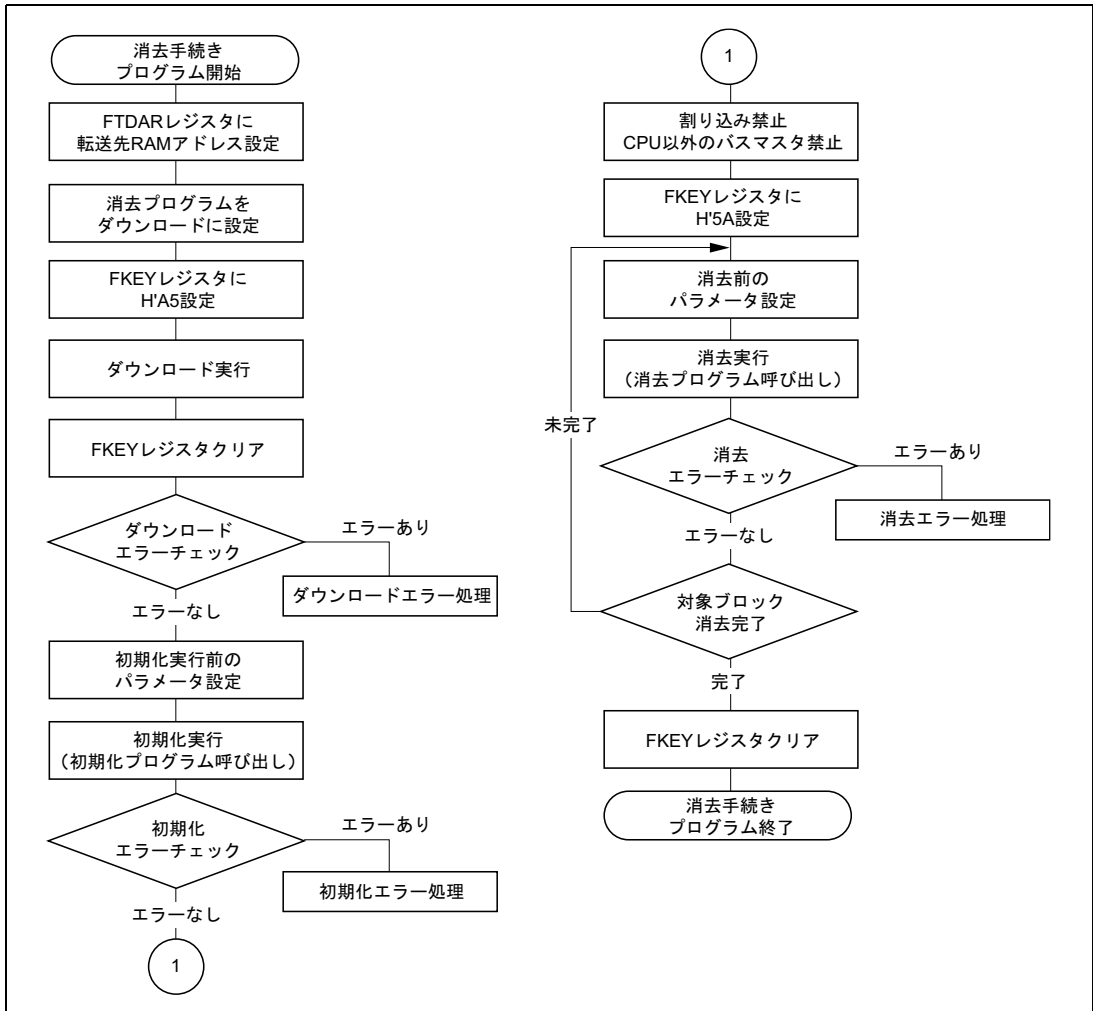 消去手続き
プログラム開始
FTDARレジスタに
転送先RAMアドレス設定
消去プログラムを
ダウンロードに設定
FKEYレジスタに
H'A5設定
ダウンロード実行
FKEYレジスタクリア
ダウンロード
エラーチェック
エラーあり
ダウンロードエラー処理
エラーなし
初期化実行前の
パラメータ設定
初期化実行
（初期化プログラム呼び出し）
初期化
エラーチェック
エラーあり
初期化エラー処理
エラーなし
1
1
割り込み禁止
CPU以外のバスマスタ禁止
FKEYレジスタに
H'5A設定
消去前の
パラメータ設定
消去実行
（消去プログラム呼び出し）
未完了
消去
エラーチェック
エラーあり
消去エラー処理
エラーなし
対象ブロック
消去完了
完了
FKEYレジスタクリア
消去手続き
プログラム終了